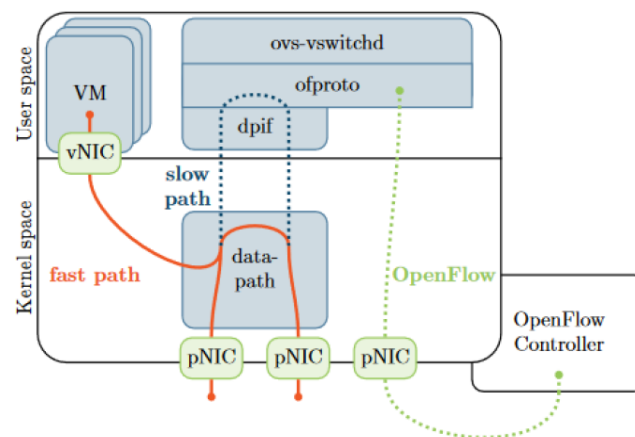 User space
VM
vNIC
ovs-vswitchd
ofproto
dpif
slow
path
Kernel space
fast path
data-
path
OpenFlow
pNIC
pNIC
pNIC
OpenFlow
Controller